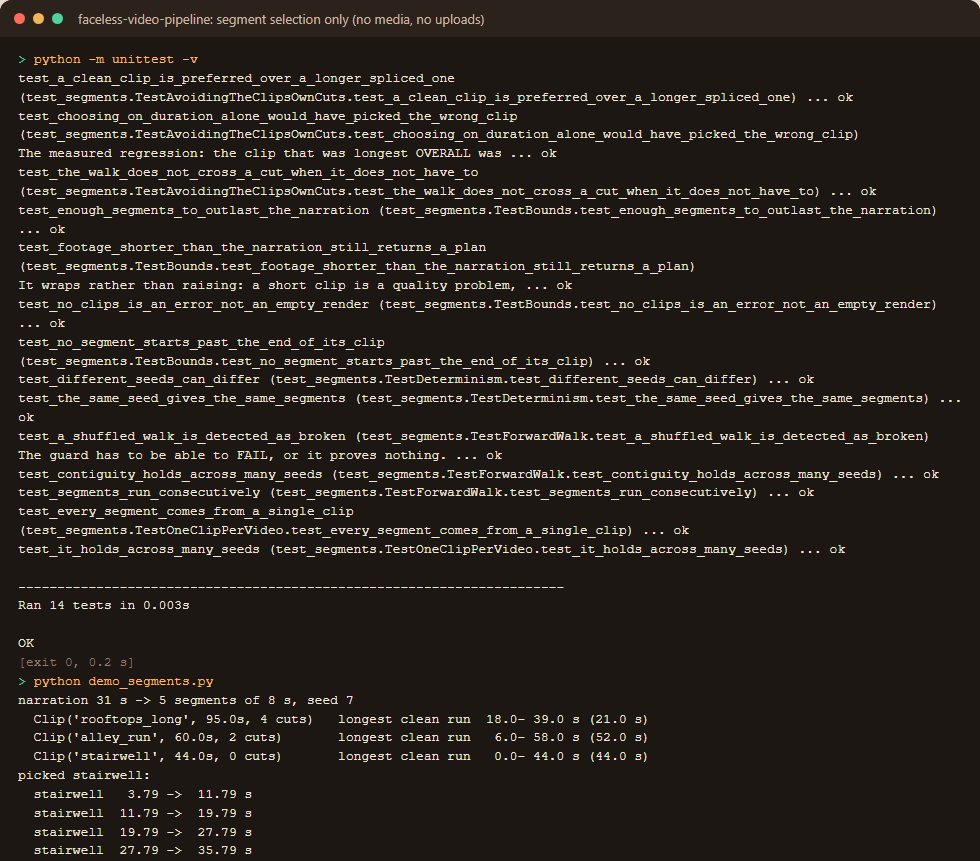 faceless-video-pipeline: segment selection only (no media, no uploads)
> python -m unittest -v
test_a_clean_clip_is_preferred_over_a_longer_spliced_one
(test_segments.TestAvoidingTheClipsOwnCuts.test_a_clean_clip_is_preferred_over_a_longer_spliced_one) ... ok
test_choosing_on_duration_alone_would_have_picked_the_wrong_clip
(test_segments.TestAvoidingTheClipsOwnCuts.test_choosing_on_duration_alone_would_have_picked_the_wrong_clip)
The measured regression: the clip that was longest OVERALL was ... ok
test_the_walk_does_not_cross_a_cut_when_it_does_not_have_to
(test_segments.TestAvoidingTheClipsOwnCuts.test_the_walk_does_not_cross_a_cut_when_it_does_not_have_to) ... ok
test_enough_segments_to_outlast_the_narration (test_segments.TestBounds.test_enough_segments_to_outlast_the_narration)
... ok
test_footage_shorter_than_the_narration_still_returns_a_plan
(test_segments.TestBounds.test_footage_shorter_than_the_narration_still_returns_a_plan)
It wraps rather than raising: a short clip is a quality problem, ... ok
test_no_clips_is_an_error_not_an_empty_render (test_segments.TestBounds.test_no_clips_is_an_error_not_an_empty_render)
... ok
test_no_segment_starts_past_the_end_of_its_clip
(test_segments.TestBounds.test_no_segment_starts_past_the_end_of_its_clip) ... ok
test_different_seeds_can_differ (test_segments.TestDeterminism.test_different_seeds_can_differ) ... ok
test_the_same_seed_gives_the_same_segments (test_segments.TestDeterminism.test_the_same_seed_gives_the_same_segments) ...
ok
test_a_shuffled_walk_is_detected_as_broken (test_segments.TestForwardWalk.test_a_shuffled_walk_is_detected_as_broken)
The guard has to be able to FAIL, or it proves nothing. ... ok
test_contiguity_holds_across_many_seeds (test_segments.TestForwardWalk.test_contiguity_holds_across_many_seeds) ... ok
test_segments_run_consecutively (test_segments.TestForwardWalk.test_segments_run_consecutively) ... ok
test_every_segment_comes_from_a_single_clip
(test_segments.TestOneClipPerVideo.test_every_segment_comes_from_a_single_clip) ... ok
test_it_holds_across_many_seeds (test_segments.TestOneClipPerVideo.test_it_holds_across_many_seeds) ... ok
----------------------------------------------------------------------
Ran 14 tests in 0.003s
OK
[exit 0, 0.2 s]
> python demo_segments.py
narration 31 s -> 5 segments of 8 s, seed 7
Clip('rooftops_long', 95.0s, 4 cuts)   longest clean run  18.0- 39.0 s (21.0 s)
Clip('alley_run', 60.0s, 2 cuts)       longest clean run   6.0- 58.0 s (52.0 s)
Clip('stairwell', 44.0s, 0 cuts)       longest clean run   0.0- 44.0 s (44.0 s)
picked stairwell:
stairwell   3.79 ->  11.79 s
stairwell  11.79 ->  19.79 s
stairwell  19.79 ->  27.79 s
stairwell  27.79 ->  35.79 s